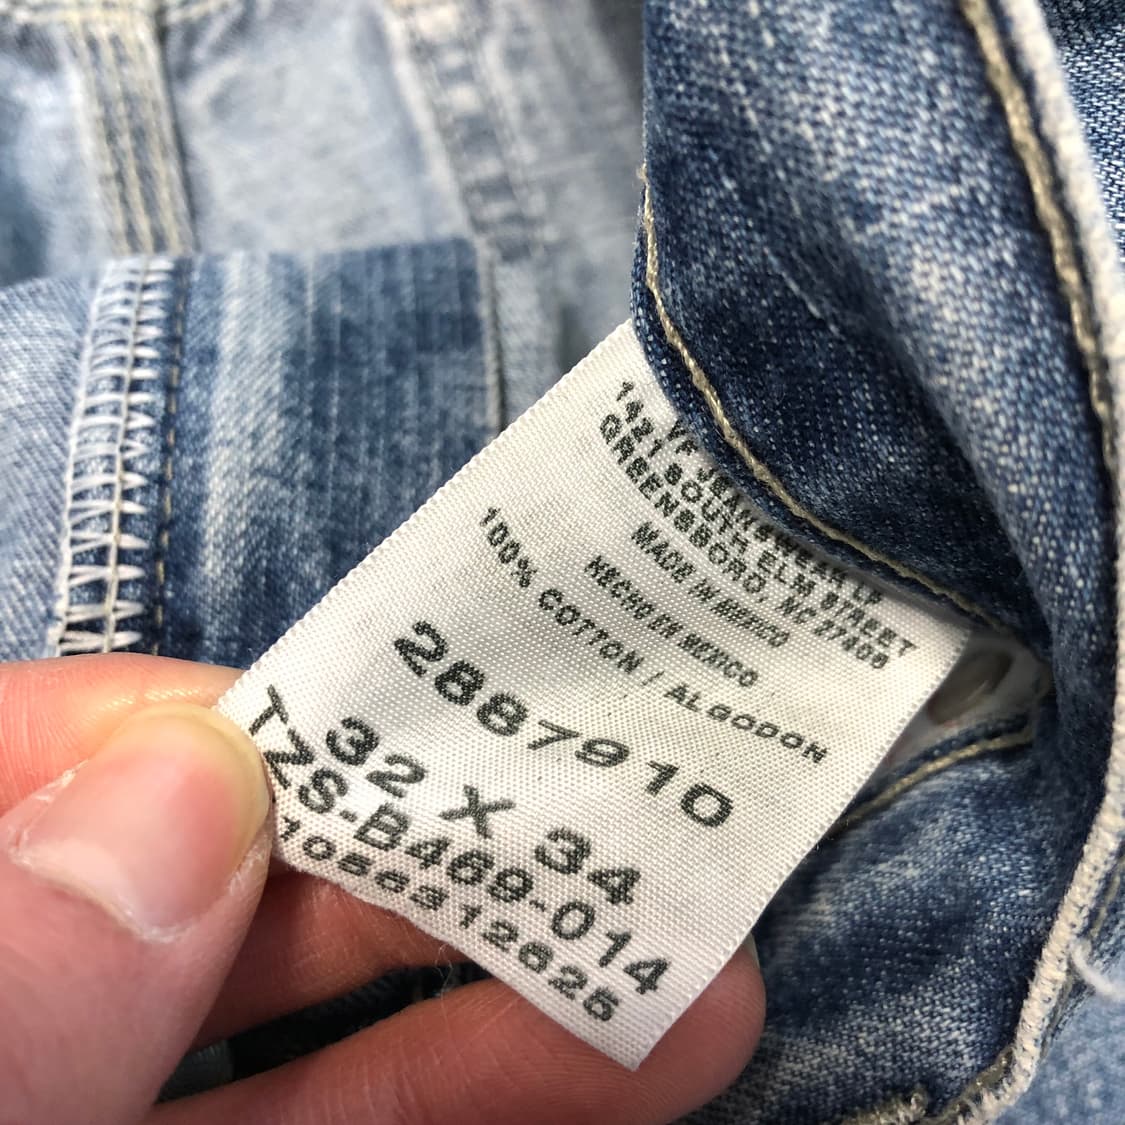 VF JEANSWEAR LP
1421 SOUTH ELM STREET
GREENSBORO, NC 27406
MADE IN MEXICO
HECHO EN MEXICO
100% COTTON / ALGODON
2887910
32 X 34
TZS-B469-014
1056312625